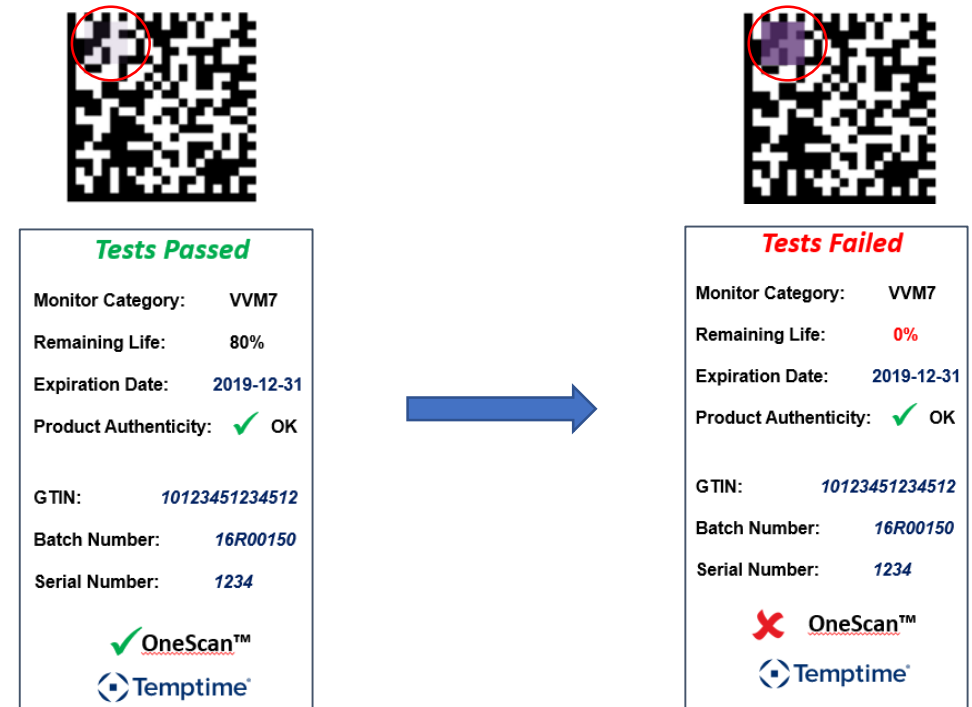 Tests Passed
Monitor Category: VVM7
Remaining Life: 80%
Expiration Date: 2019-12-31
Product Authenticity: ✓ OK
GTIN: 10123451234512
Batch Number: 16R00150
Serial Number: 1234
✓OneScan™
Temptime®
Tests Failed
Monitor Category: VVM7
Remaining Life: 0%
Expiration Date: 2019-12-31
Product Authenticity: ✓ OK
GTIN: 10123451234512
Batch Number: 16R00150
Serial Number: 1234
✗ OneScan™
Temptime®